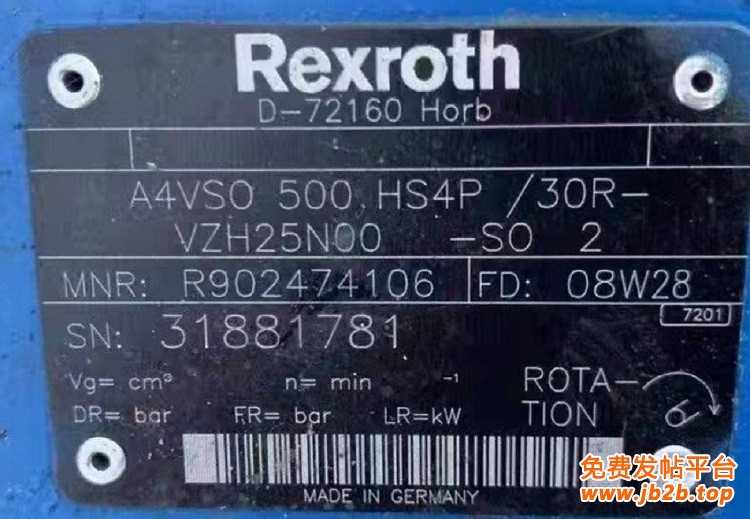 Rexroth
D-72160 Horb
A4VSO 500 HS4P /30R-
VZH25N00 -SO 2
MNR: R902474106 FD: 08W28
SN: 31881781 7201
Vg= cm³ n= min -1 ROTA-
DR= bar FR= bar LR=kW TION
MADE IN GERMANY
免费发帖平台
www.jb2b.top